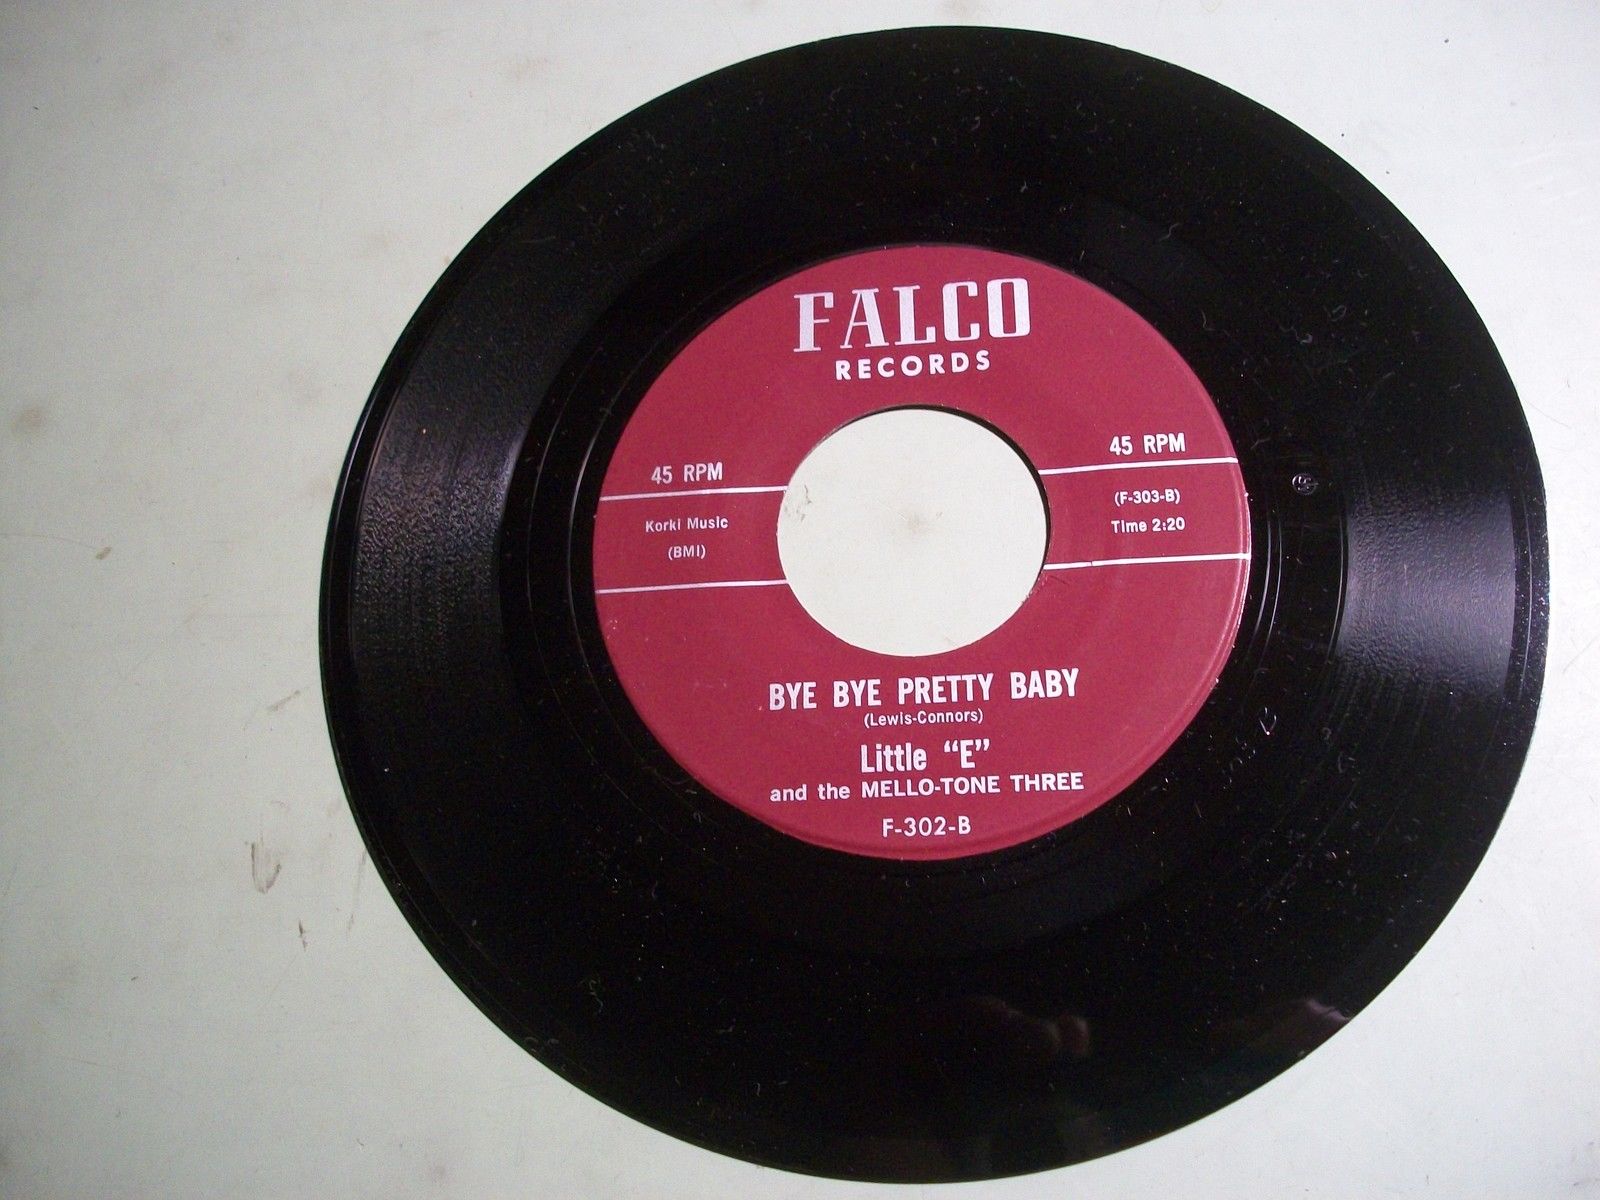 FALCO
RECORDS
45 RPM
Korki Music
(BMI)
45 RPM
(F-303-B)
Time 2:20
BYE BYE PRETTY BABY
(Lewis-Connors)
Little “E”
and the MELLO-TONE THREE
F-302-B